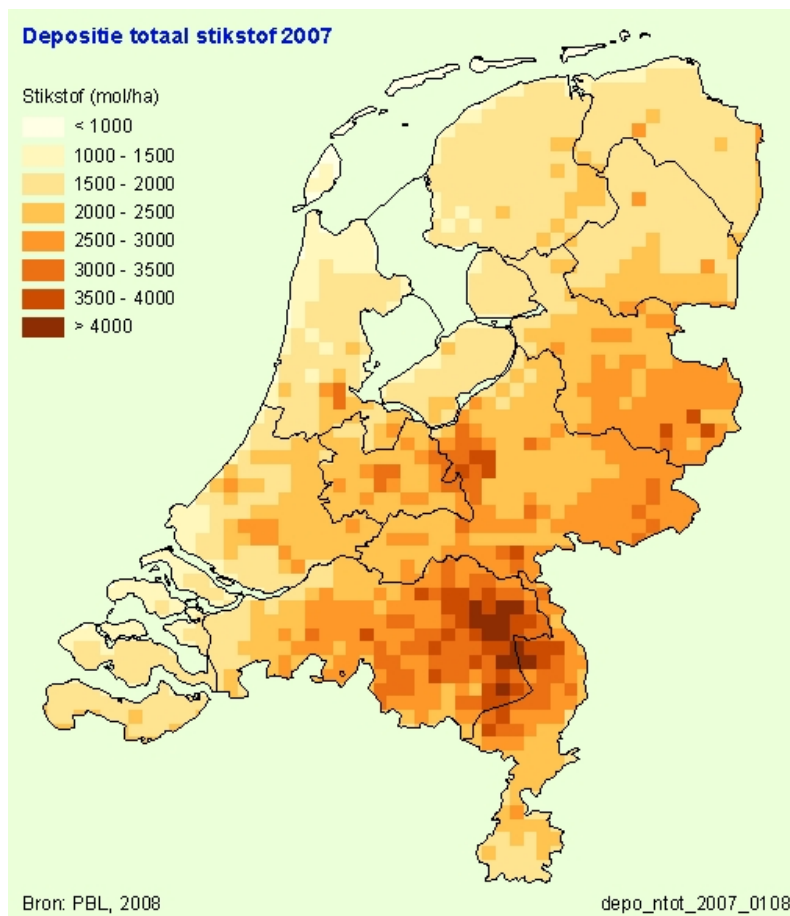 Depositie totaal stikstof 2007
Stikstof (mol/ha)
< 1000
1000 - 1500
1500 - 2000
2000 - 2500
2500 - 3000
3000 - 3500
3500 - 4000
> 4000
Bron: PBL, 2008
depo_ntot_2007_0108